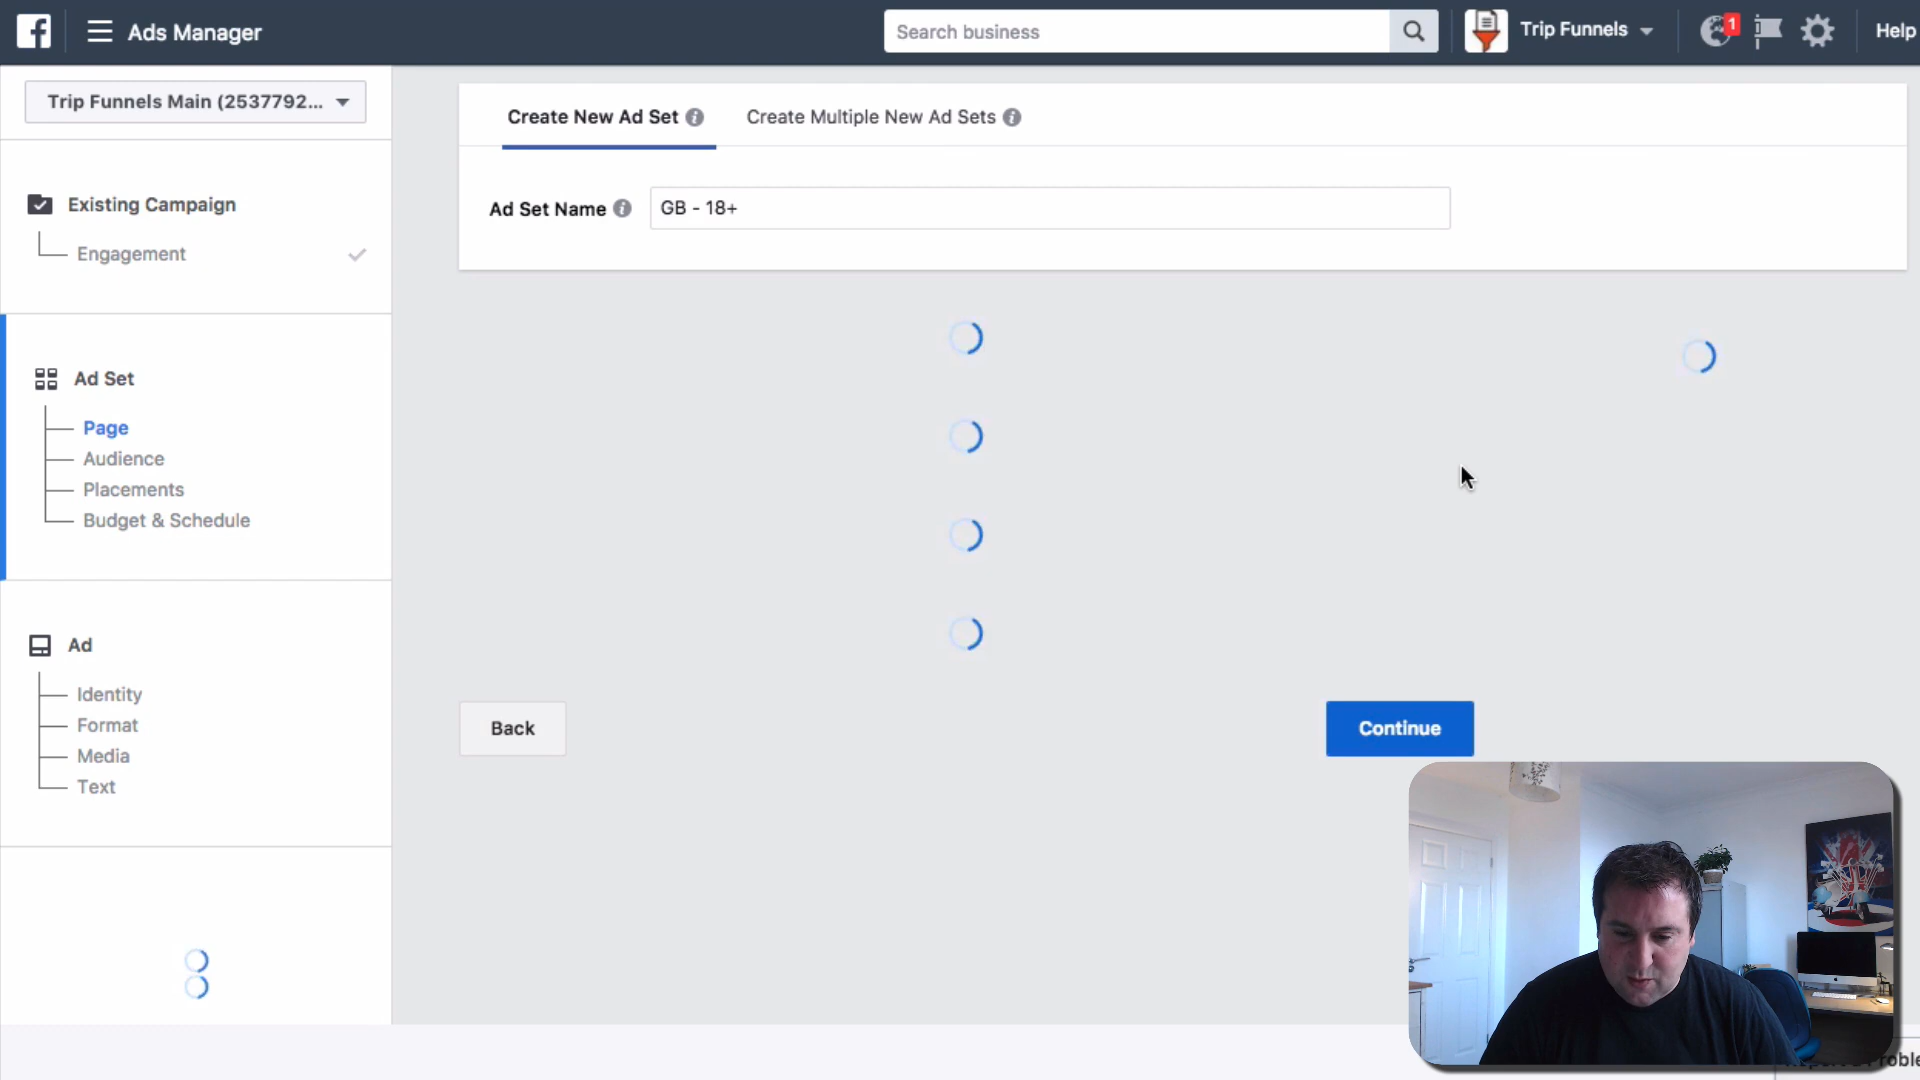 Ads Manager
Search business
Trip Funnels
1
Help
Trip Funnels Main (2537792...
Create New Ad Set
Create Multiple New Ad Sets
Ad Set Name
GB - 18+
Existing Campaign
Engagement
Ad Set
Page
Audience
Placements
Budget & Schedule
Ad
Identity
Format
Media
Text
Back
Continue